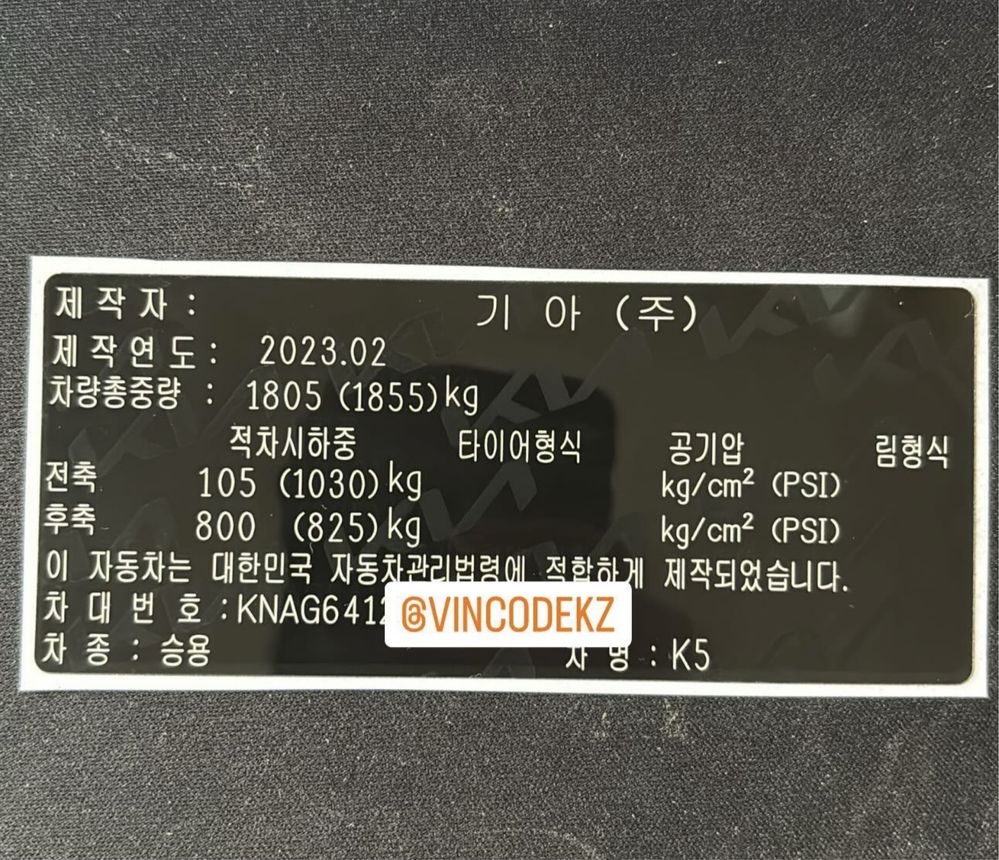 제작자 : 기아 (주)
제작연도 : 2023.02
차량총중량 : 1805 (1855)kg
적차시하중 타이어형식 공기압 림형식
전축 105 (1030)kg kg/cm² (PSI)
후축 800 (825)kg kg/cm² (PSI)
이 자동차는 대한민국 자동차관리법령에 적합하게 제작되었습니다.
차대번호 : KNAG6412
@VINCODEKZ
차종 : 승용 차명 : K5